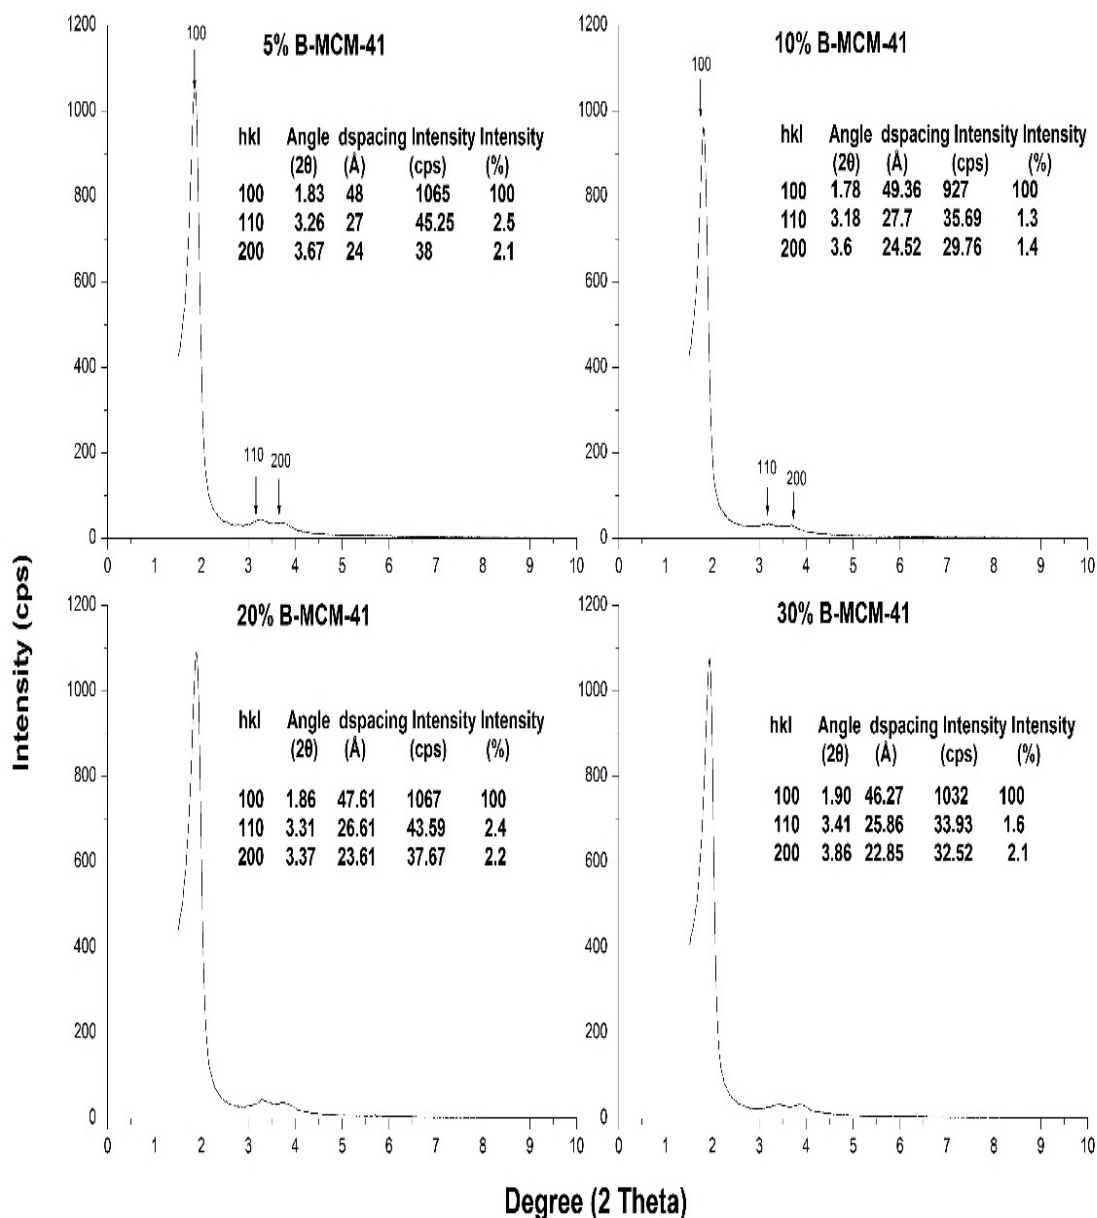 5% B-MCM-41
1200
1000
800
600
400
200
0
100
110
200
hkl Angle dspacing Intensity Intensity
(2θ) (Å) (cps) (%)
100 1.83 48 1065 100
110 3.26 27 45.25 2.5
200 3.67 24 38 2.1
0 1 2 3 4 5 6 7 8 9 10
10% B-MCM-41
1200
1000
800
600
400
200
0
100
110
200
hkl Angle dspacing Intensity Intensity
(2θ) (Å) (cps) (%)
100 1.78 49.36 927 100
110 3.18 27.7 35.69 1.3
200 3.6 24.52 29.76 1.4
0 1 2 3 4 5 6 7 8 9 10
Intensity (cps)
20% B-MCM-41
1200
1000
800
600
400
200
0
hkl Angle dspacing Intensity Intensity
(2θ) (Å) (cps) (%)
100 1.86 47.61 1067 100
110 3.31 26.61 43.59 2.4
200 3.37 23.61 37.67 2.2
0 1 2 3 4 5 6 7 8 9 10
30% B-MCM-41
1200
1000
800
600
400
200
0
hkl Angle dspacing Intensity Intensity
(2θ) (Å) (cps) (%)
100 1.90 46.27 1032 100
110 3.41 25.86 33.93 1.6
200 3.86 22.85 32.52 2.1
0 1 2 3 4 5 6 7 8 9 10
Degree (2 Theta)